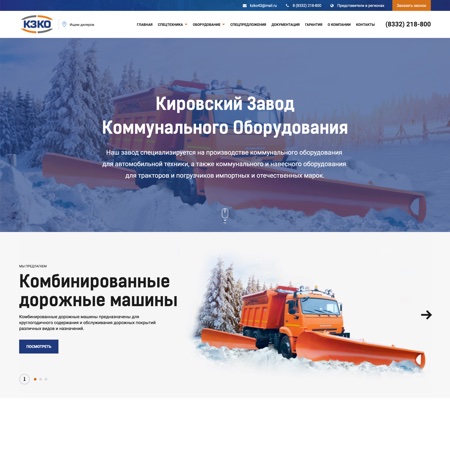 kzko43@mail.ru
8 (8332) 218-800
Представители в регионах
Заказать звонок
КЗКО
Ищем дилеров
ГЛАВНАЯ
СПЕЦТЕХНИКА
ОБОРУДОВАНИЕ
СПЕЦПРЕДЛОЖЕНИЕ
ДОКУМЕНТАЦИЯ
ГАРАНТИЯ
О КОМПАНИИ
КОНТАКТЫ
(8332) 218-800
Кировский Завод
Коммунального Оборудования
Наш завод специализируется на производстве коммунального оборудования
для автомобильной техники, а также коммунального и навесного оборудования
для тракторов и погрузчиков импортных и отечественных марок.
МЫ ПРЕДЛАГАЕМ
Комбинированные
дорожные машины
Комбинированные дорожные машины предназначены для
круглогодичного содержания и обслуживания дорожных покрытий
различных видов и назначений.
ПОСМОТРЕТЬ
1